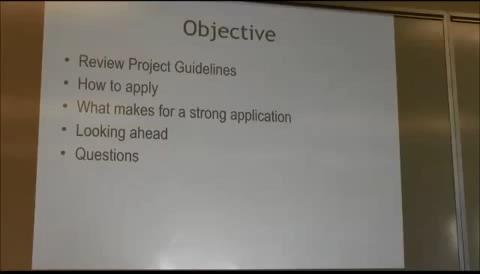 Objective
• Review Project Guidelines
• How to apply
• What makes for a strong application
• Looking ahead
• Questions